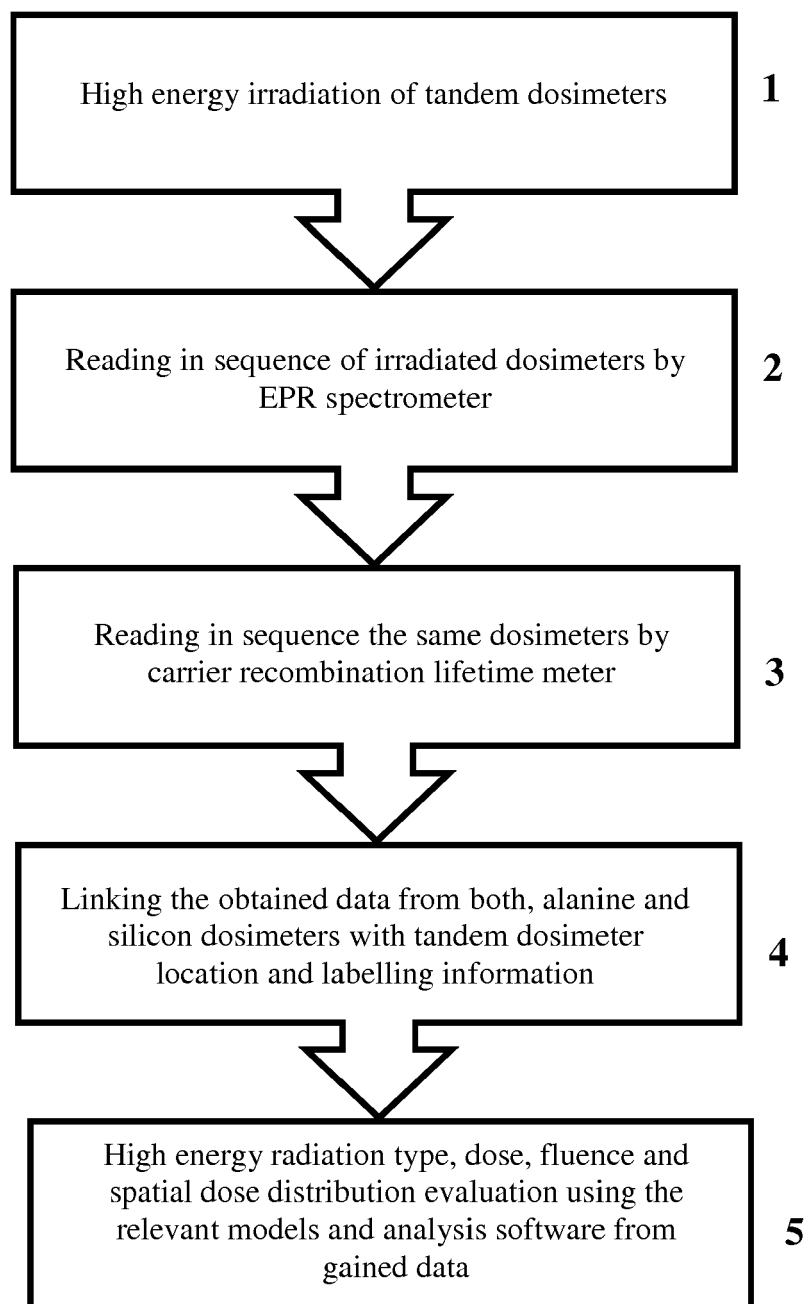 High energy irradiation of tandem dosimeters
1
Reading in sequence of irradiated dosimeters by
EPR spectrometer
2
Reading in sequence the same dosimeters by
carrier recombination lifetime meter
3
Linking the obtained data from both, alanine and
silicon dosimeters with tandem dosimeter
location and labelling information
4
High energy radiation type, dose, fluence and
spatial dose distribution evaluation using the
relevant models and analysis software from
gained data
5